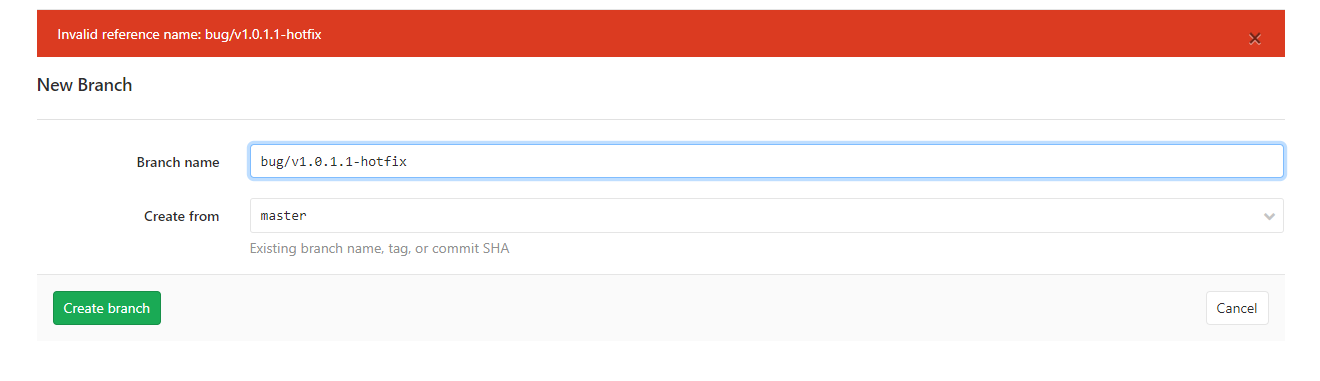 Invalid reference name: bug/v1.0.1.1-hotfix
New Branch
Branch name bug/v1.0.1.1-hotfix
Create from master
Existing branch name, tag, or commit SHA
Create branch Cancel